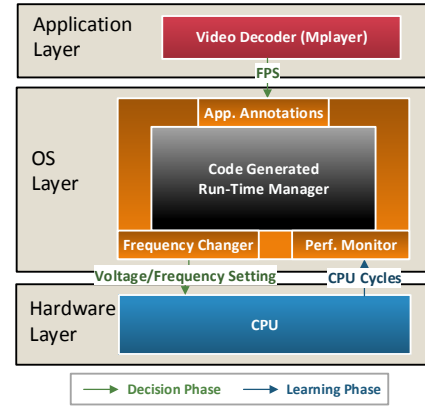 Application
Layer
Video Decoder (Mplayer)
FPS
OS
Layer
App. Annotations
Code Generated
Run-Time Manager
Frequency Changer
Perf. Monitor
Voltage/Frequency Setting
CPU Cycles
Hardware
Layer
CPU
Decision Phase
Learning Phase